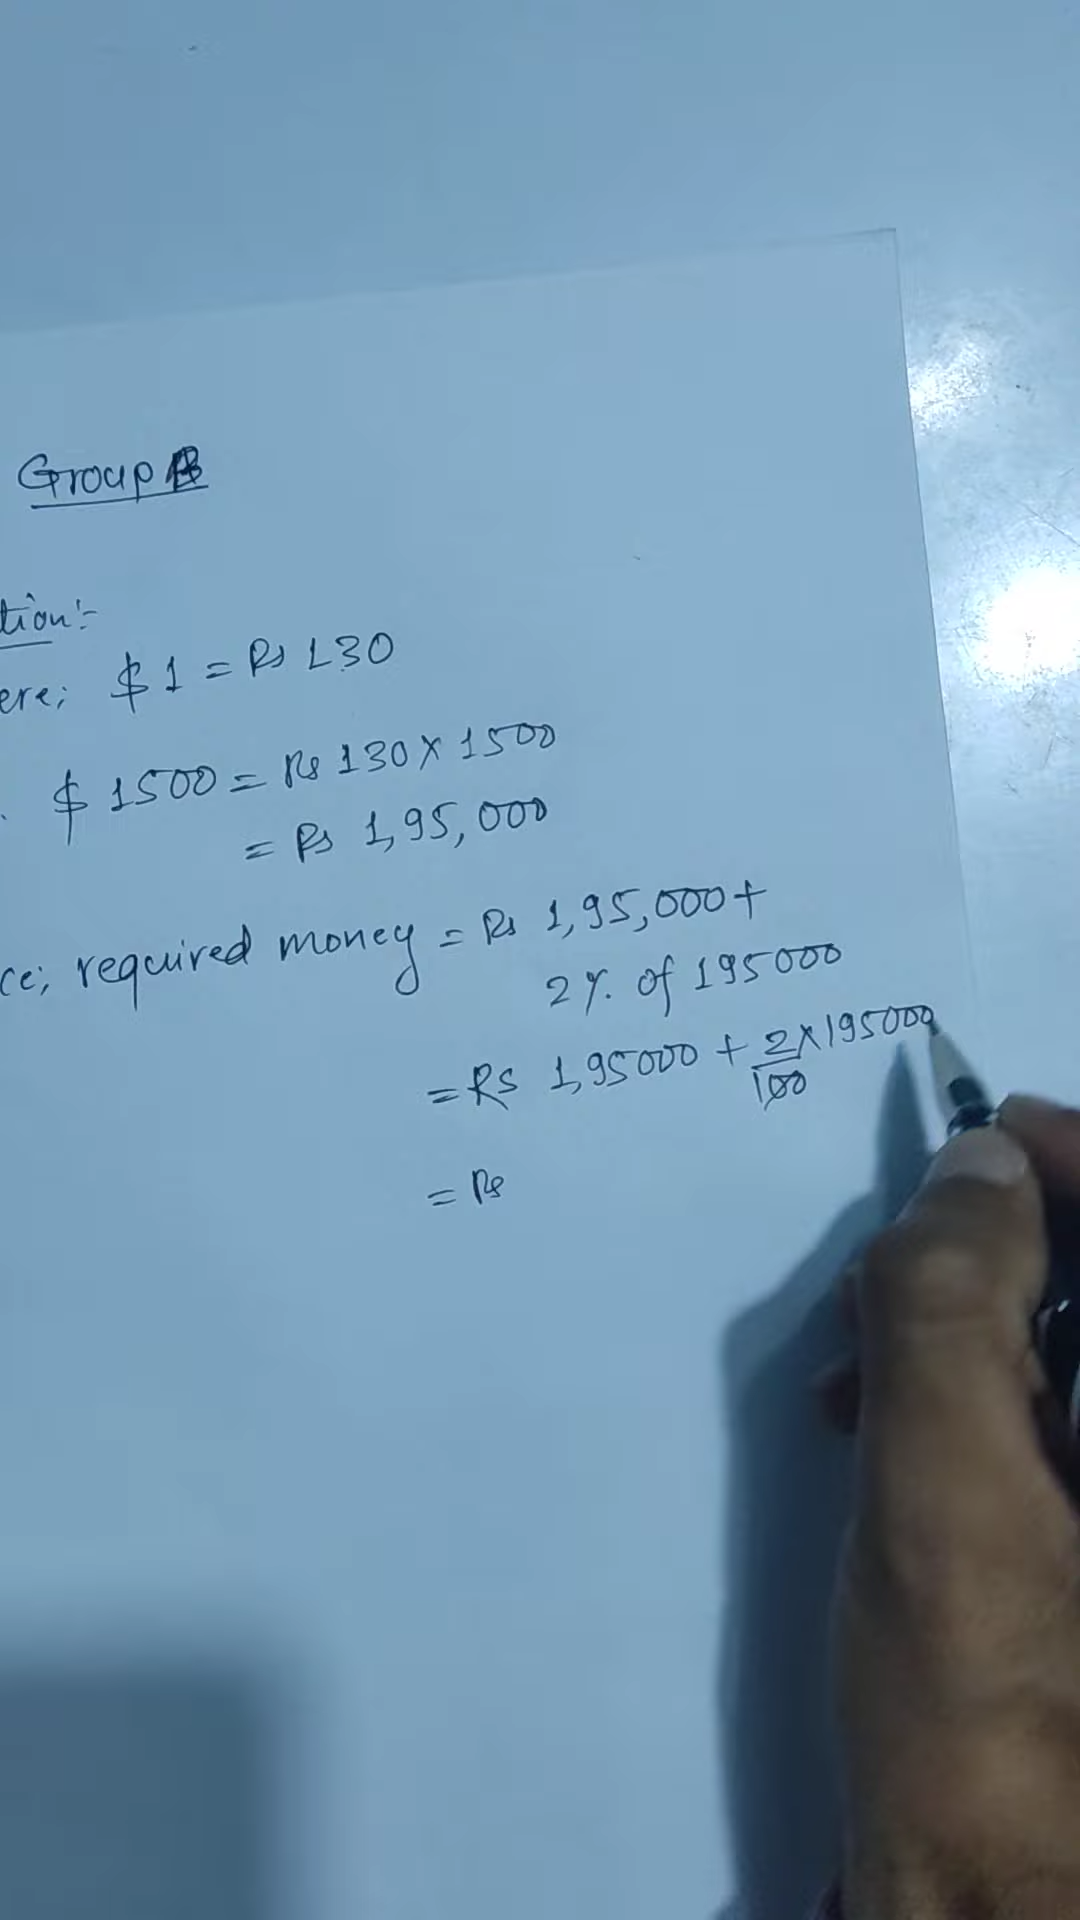 Group B
tion:-
ere; $ 1 = Rs 130
$ 1500 = Rs 130 × 1500
= Rs 1,95,000
ce; required money = Rs 1,95,000 +
2% of 195000
= Rs 1,95000 + 2/100 × 195000
= Rs